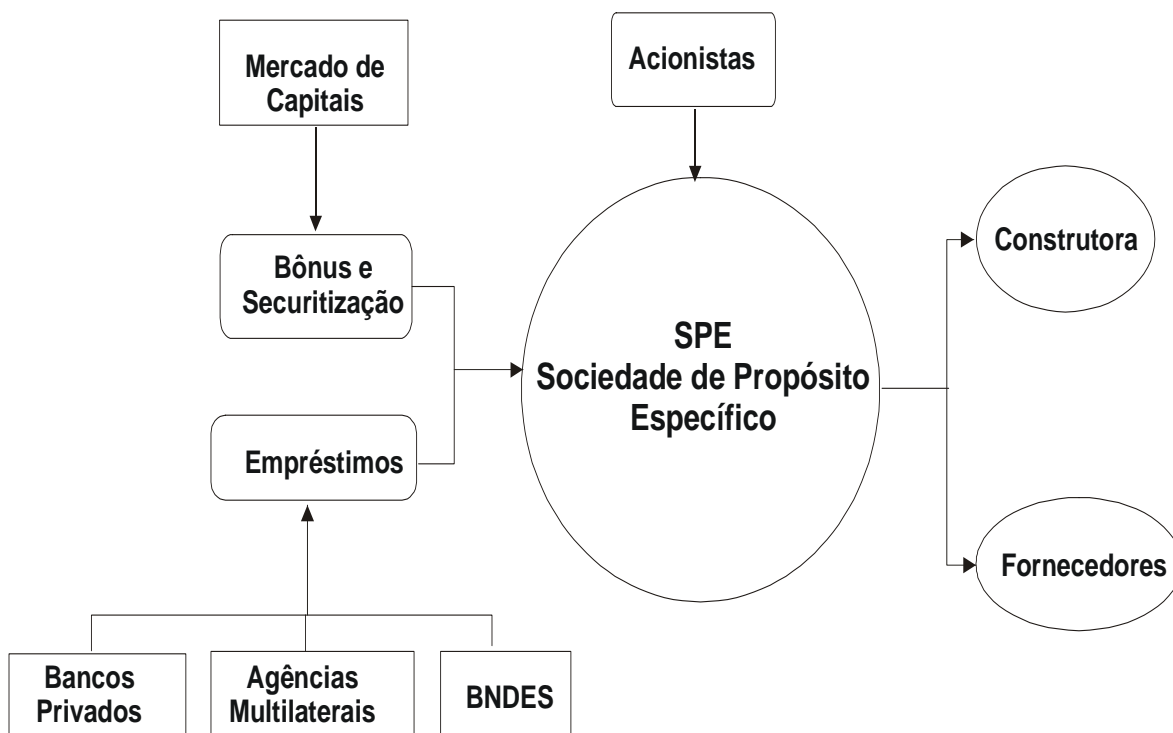 Mercado de
Capitais
Acionistas
Bônus e
Securitização
SPE
Sociedade de Propósito
Específico
Construtora
Empréstimos
Fornecedores
Bancos
Privados
Agências
Multilaterais
BNDES